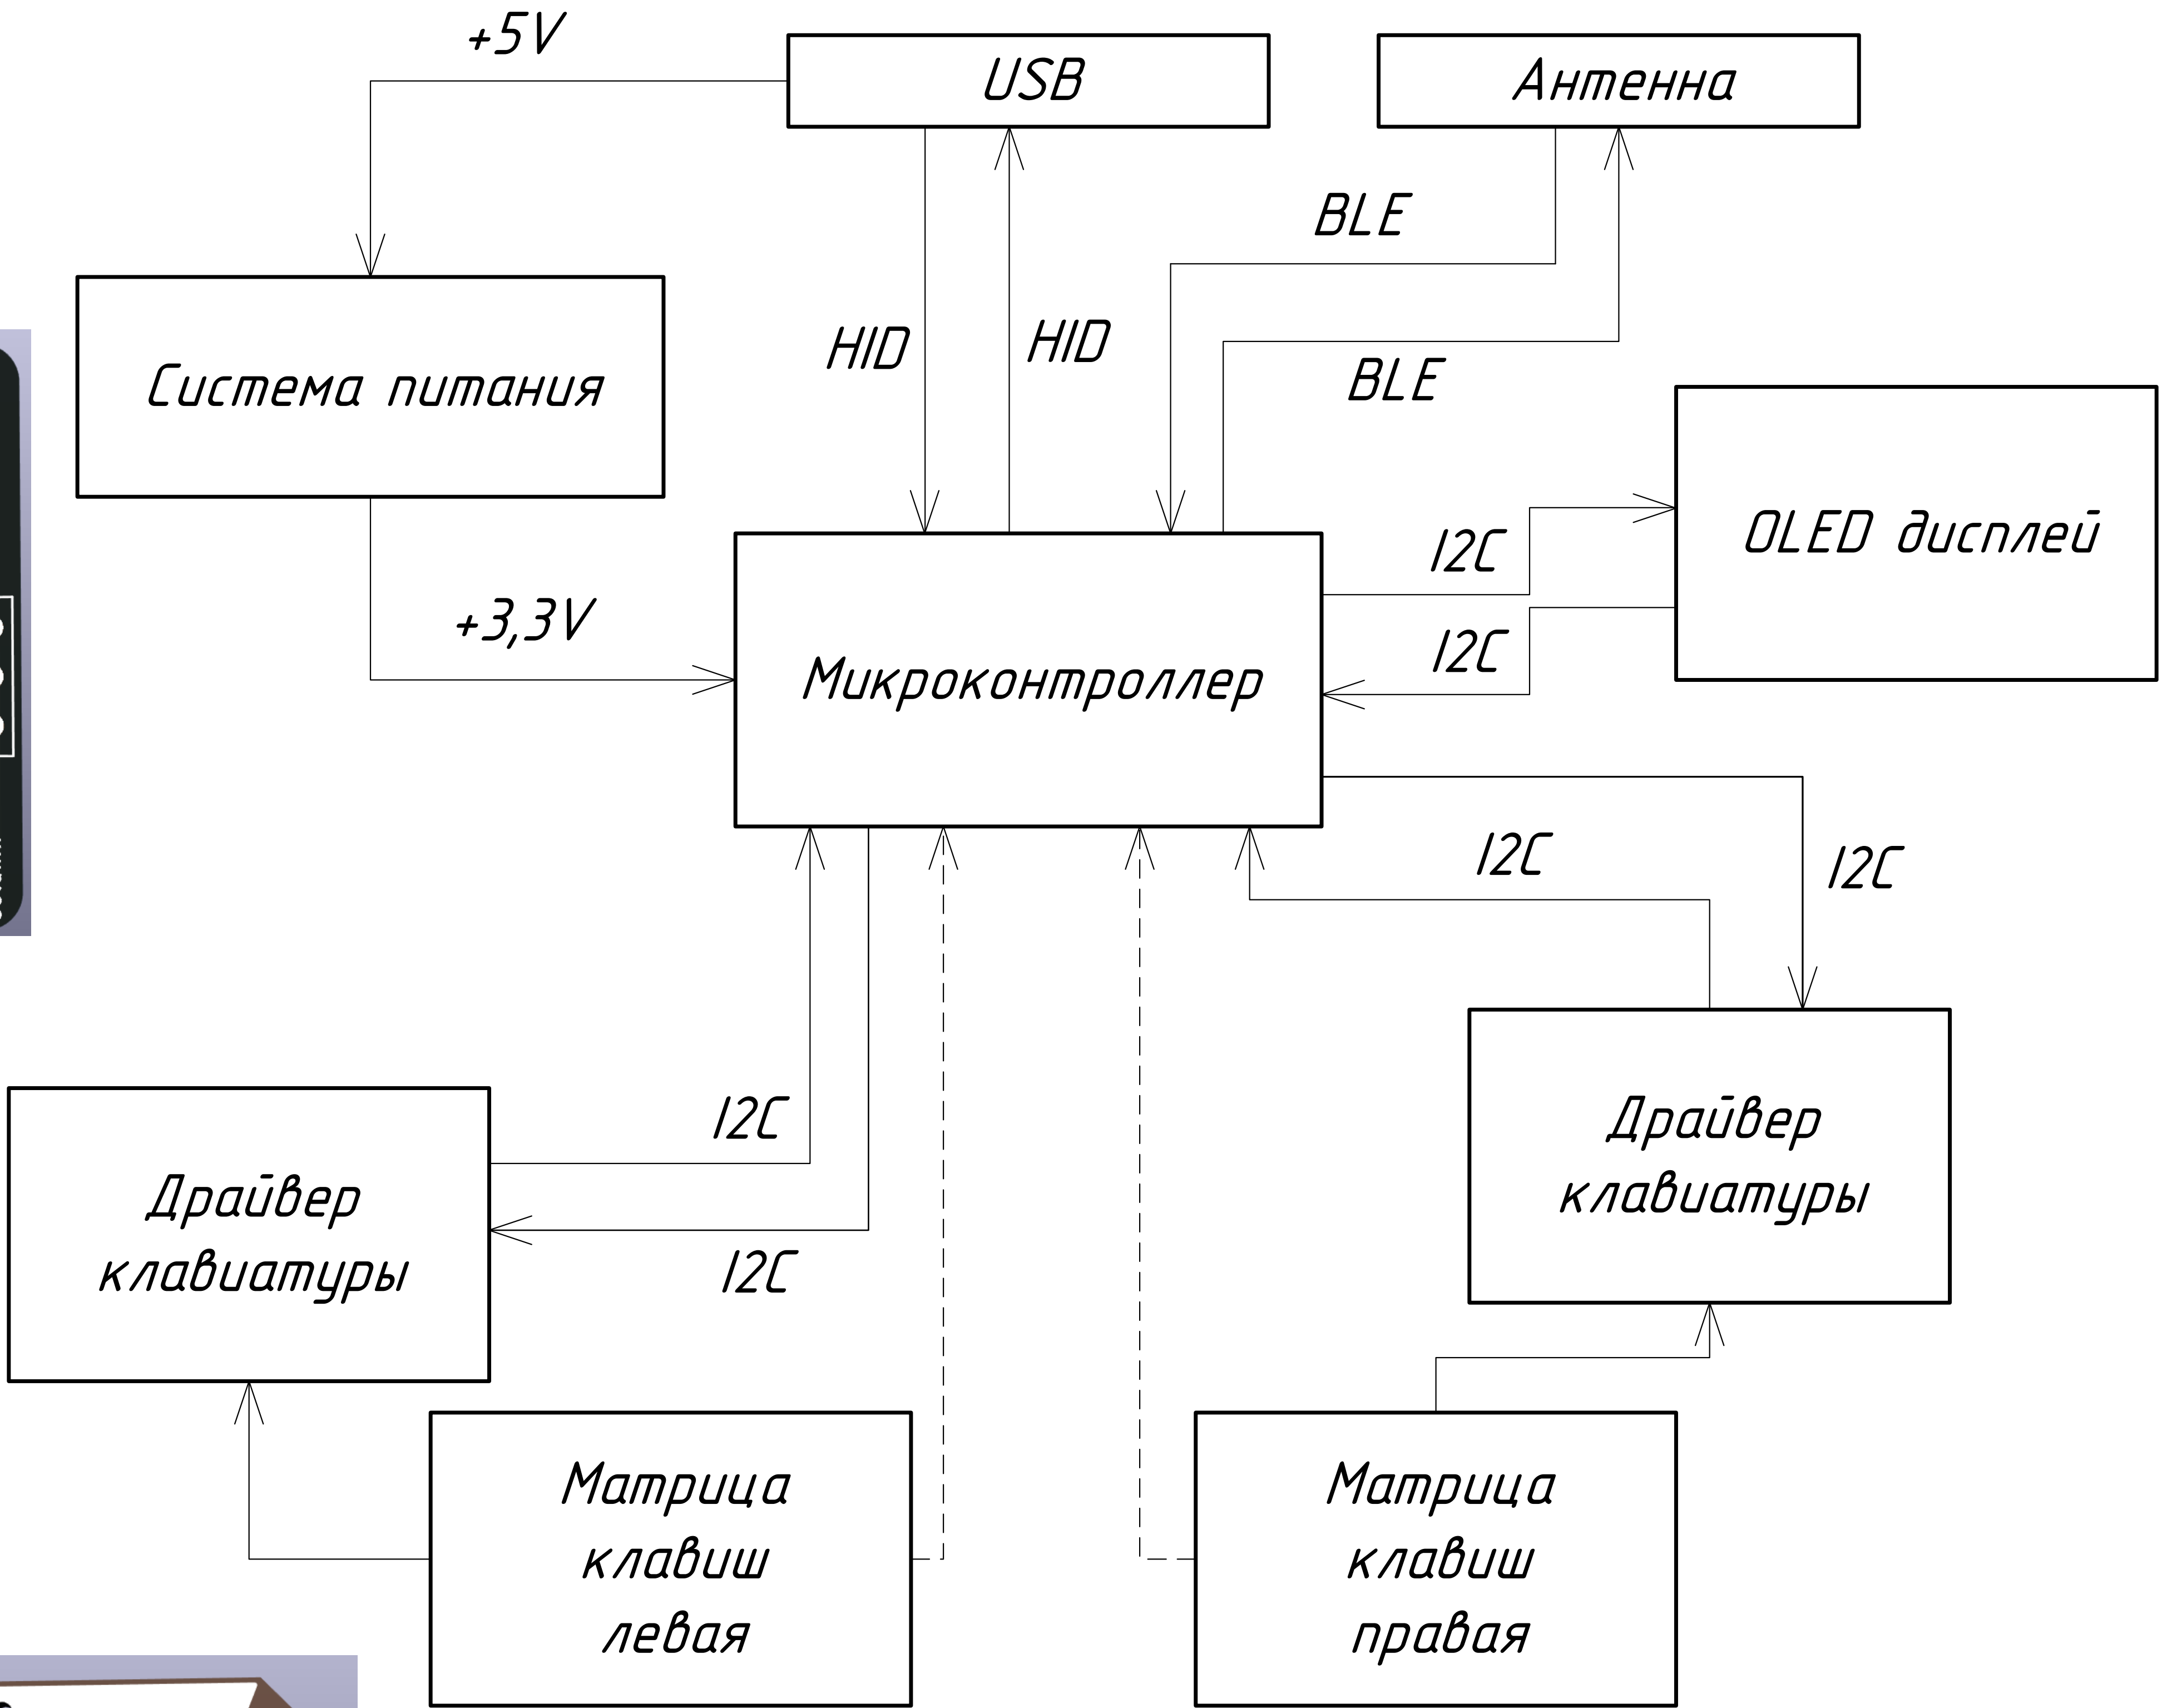 +5V
USB
Антенна
BLE
HID
HID
BLE
Система питания
OLED дисплей
I2C
+3,3V
I2C
Микроконтроллер
I2C
I2C
I2C
Драйвер
клавиатуры
I2C
Драйвер
клавиатуры
Матрица
клавиш
левая
Матрица
клавиш
правая